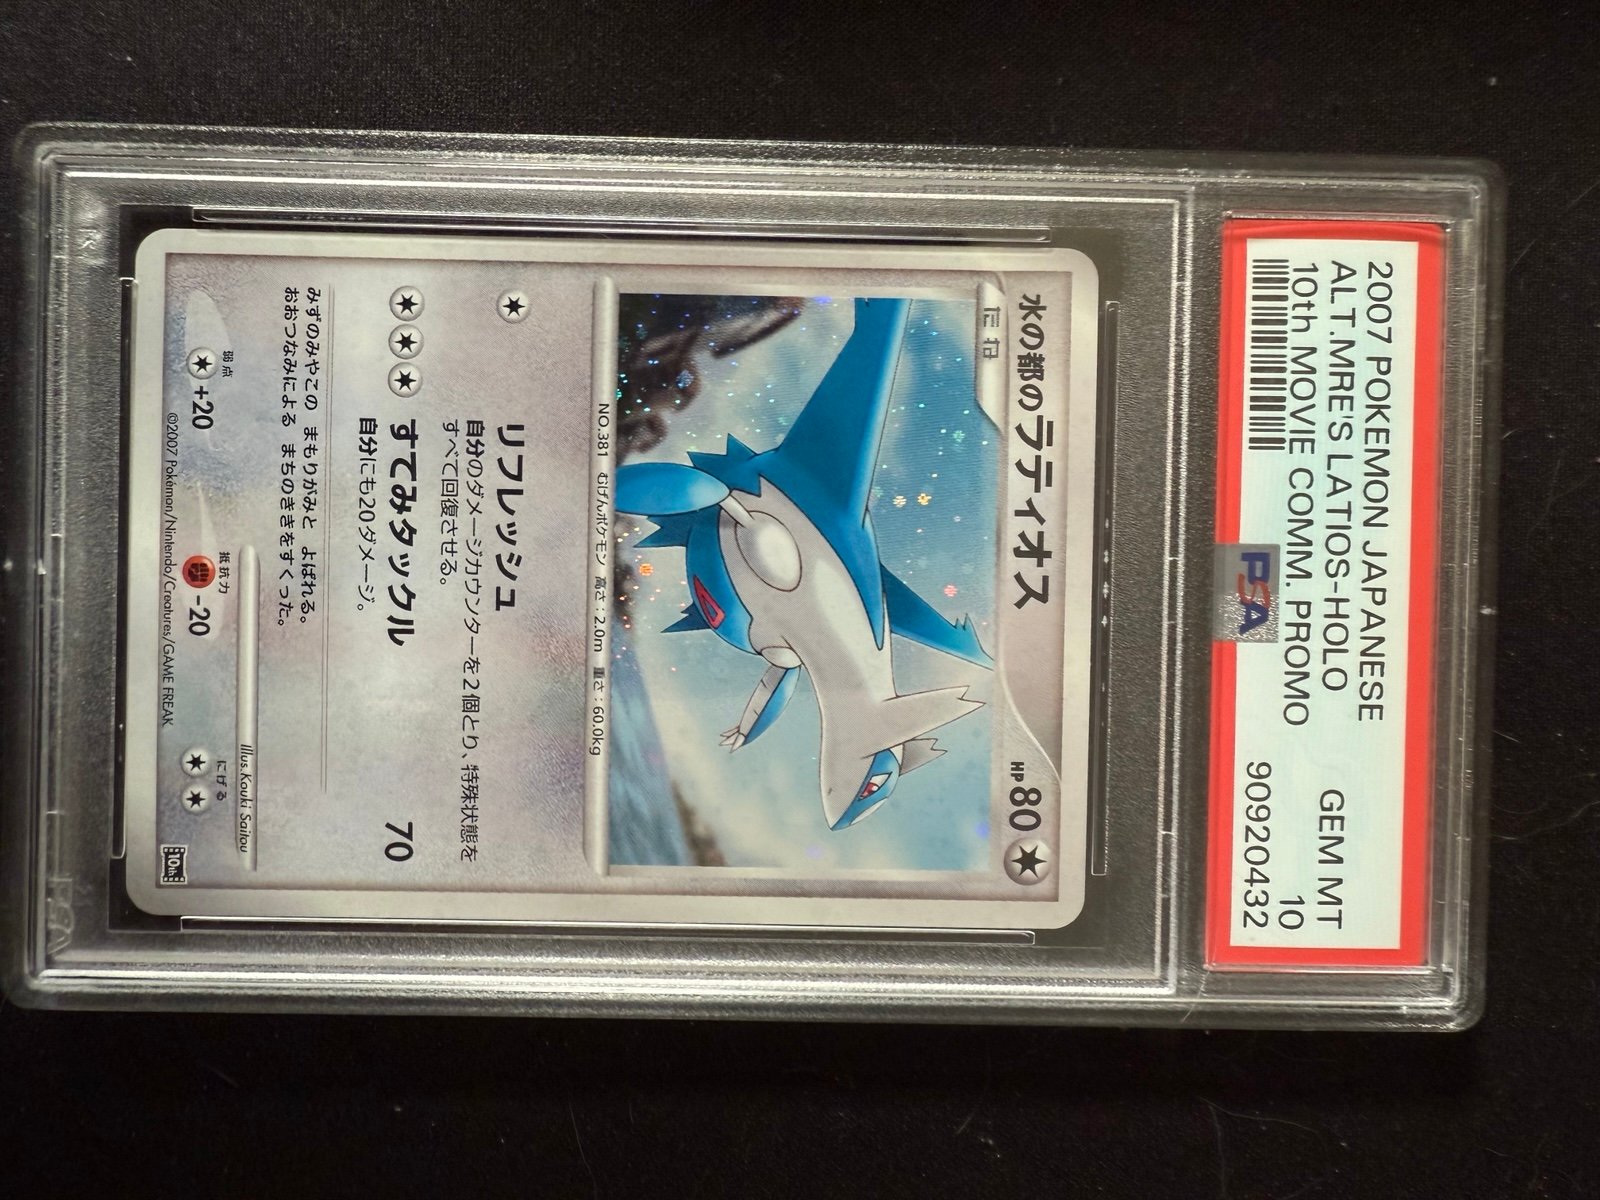 2007 POKEMON JAPANESE
ALT.MRE'S LATIOS-HOLO GEM MT
10th MOVIE COMM. PROMO 10
90920432
PSA
水の都のラティオス HP80
たね
NO.381 むげんポケモン 高さ:2.0m 重さ:60.0kg
リフレッシュ
自分のダメージカウンターを2個とり、特殊状態を
すべて回復させる。
すてみタックル 70
自分にも20ダメージ。
みずのみやこの まもりがみと よばれる。
おおつなみによる まちのききをすくった。
Illus.Kouki Saitou
弱点 抵抗力 にげる
+20 -20
©2007 Pokémon/Nintendo/Creatures/GAME FREAK
10th